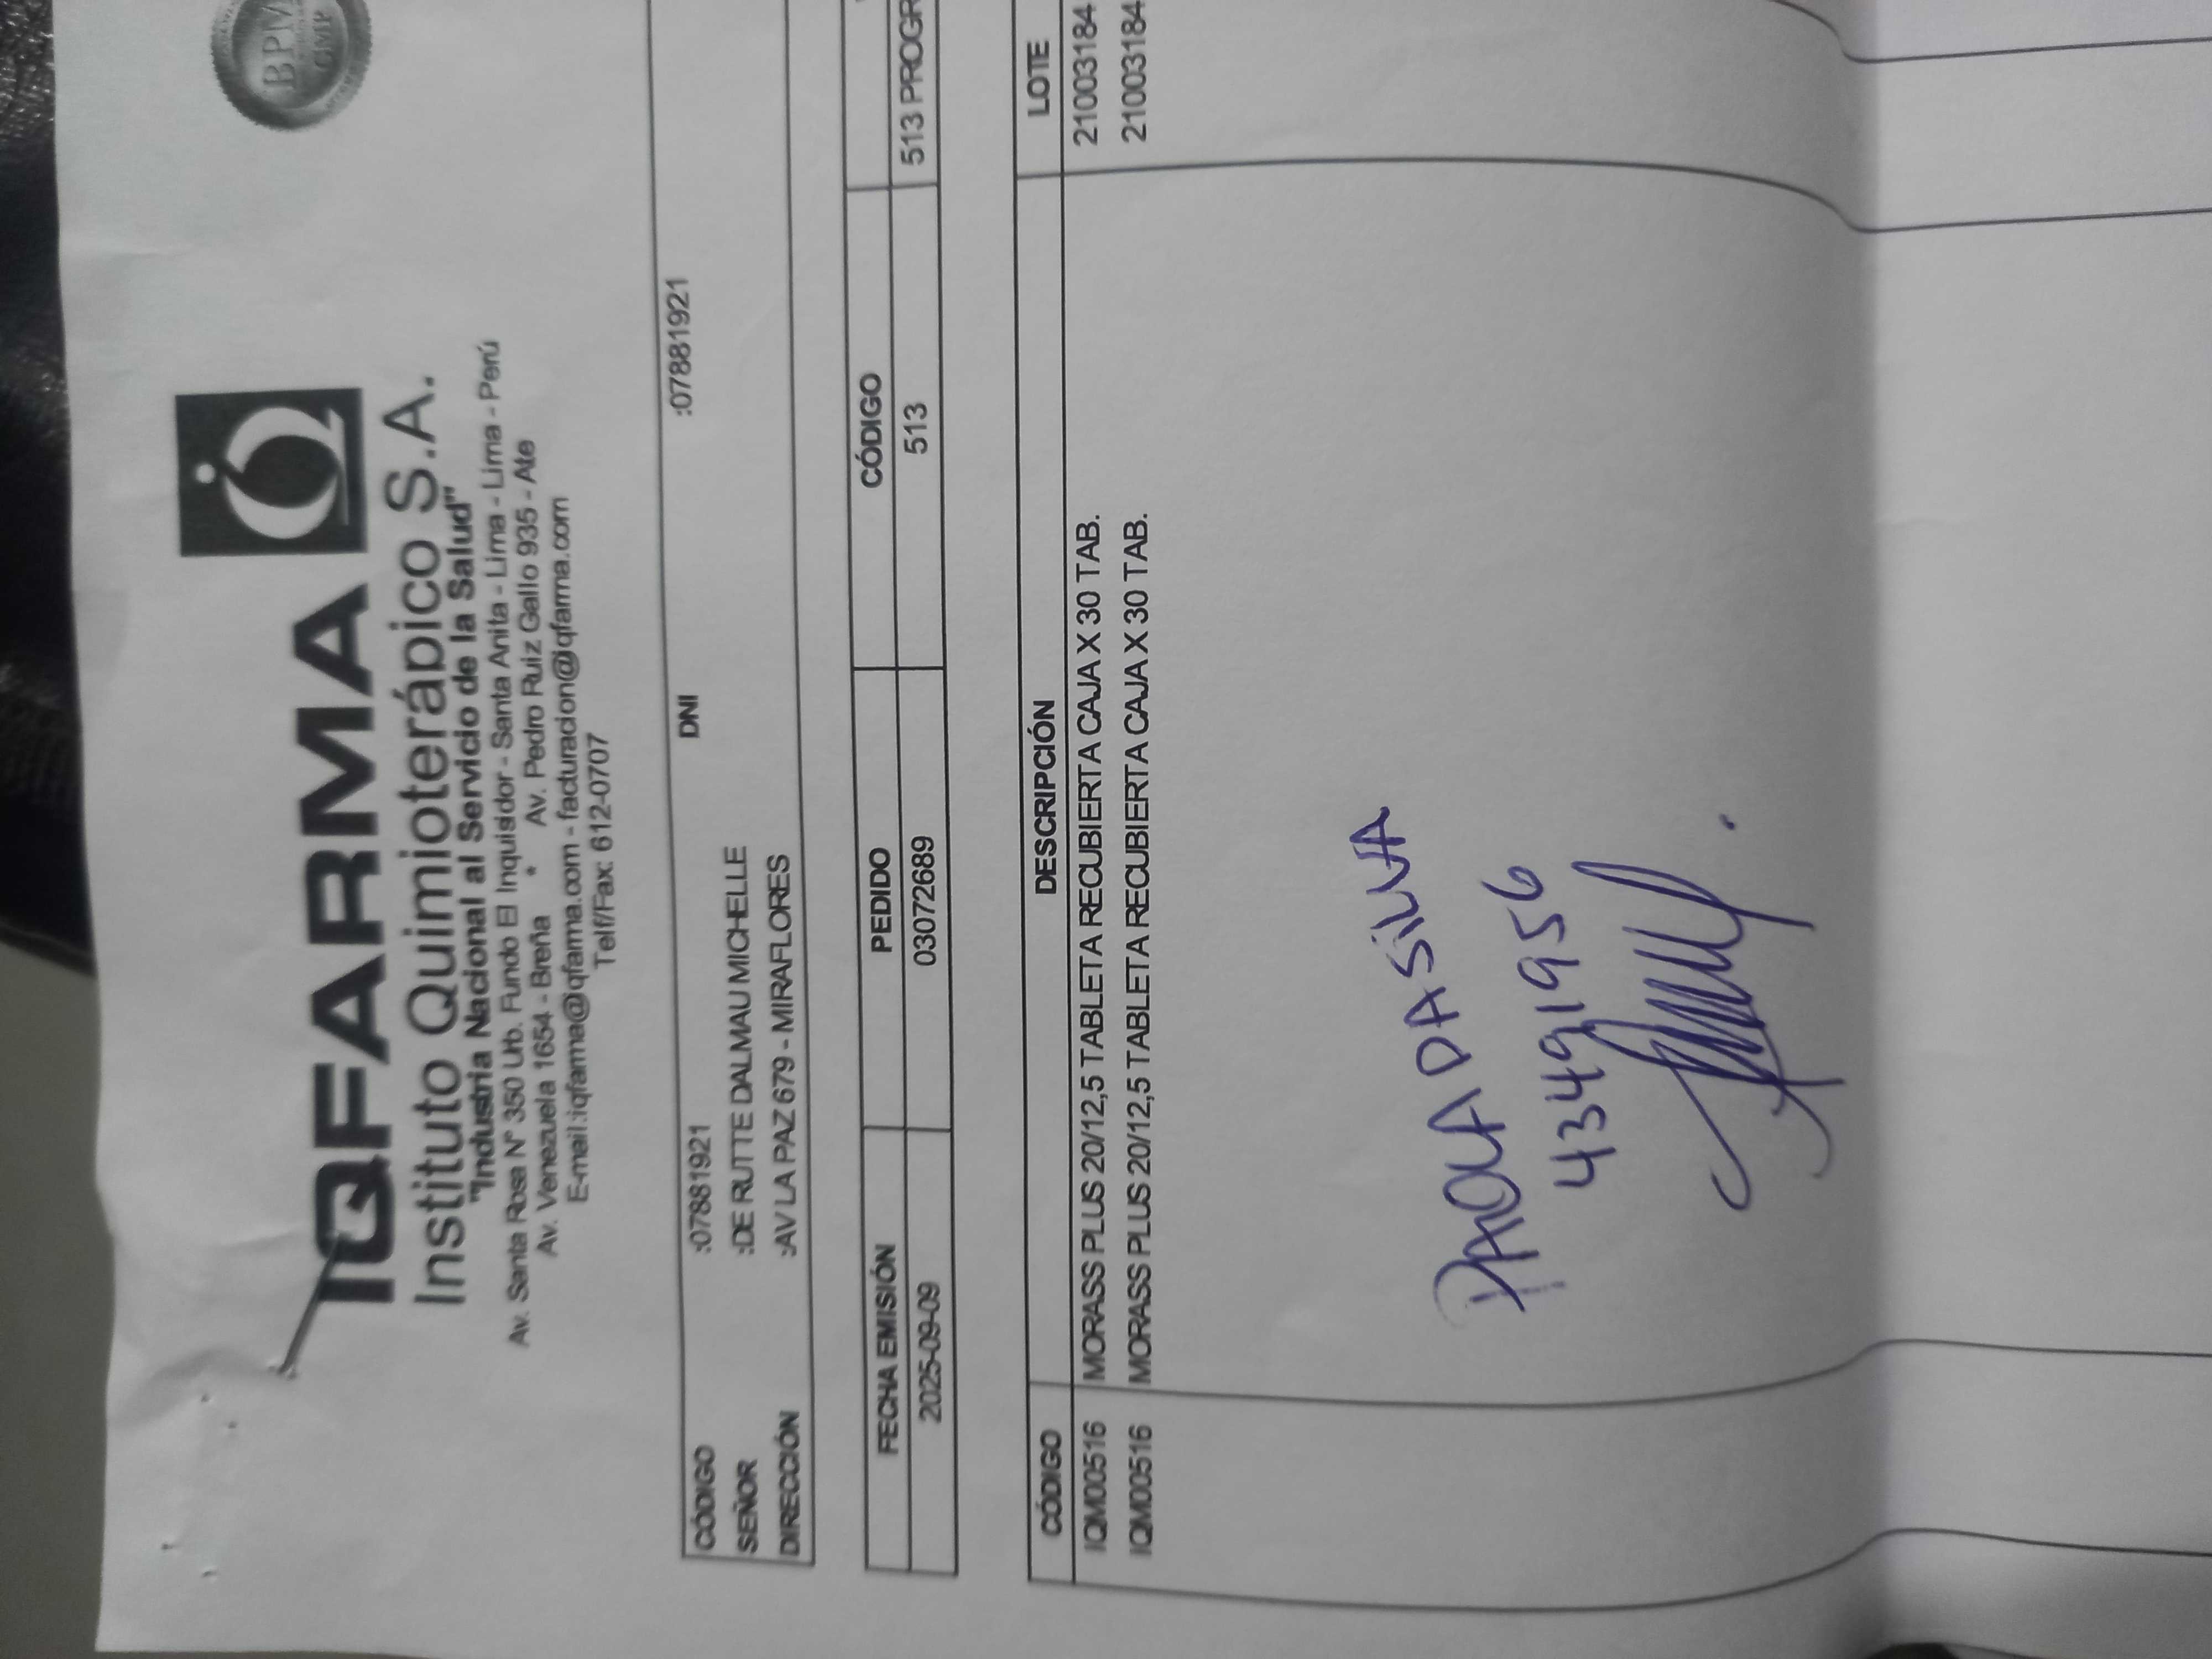 IQFARMA
Instituto Quimioterápico S.A.
"Industria Nacional al Servicio de la Salud"
Av. Santa Rosa N° 350 Urb. Fundo El Inquisidor - Santa Anita - Lima - Lima - Perú
Av. Venezuela 1654 - Breña * Av. Pedro Ruiz Gallo 935 - Ate
E-mail:iqfarma@iqfarma.com - facturacion@iqfarma.com
Telf/Fax: 612-0707
BPM
GMP
CÓDIGO :07881921 DNI :07881921
SEÑOR :DE RUTTE DALMAU MICHELLE
DIRECCIÓN :AV LA PAZ 679 - MIRAFLORES
FECHA EMISIÓN PEDIDO CÓDIGO
2025-09-09 03072689 513 513 PROGR
CÓDIGO DESCRIPCIÓN LOTE
IQM00516 MORASS PLUS 20/12,5 TABLETA RECUBIERTA CAJA X 30 TAB. 21003184
IQM00516 MORASS PLUS 20/12,5 TABLETA RECUBIERTA CAJA X 30 TAB. 21003184
PAOLA DASILVA
43491956